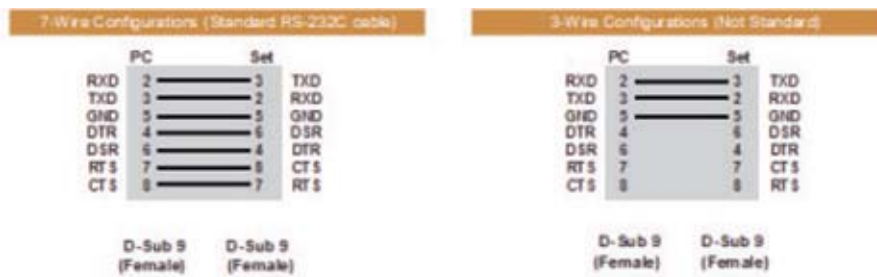 7-Wire Configurations (Standard RS-232C cable)
PC Set
RXD 2 3 TXD
TXD 3 2 RXD
GND 5 5 GND
DTR 4 6 DSR
DSR 6 4 DTR
RTS 7 8 CTS
CTS 8 7 RTS
D-Sub 9 D-Sub 9
(Female) (Female)
3-Wire Configurations (Not Standard)
PC Set
RXD 2 3 TXD
TXD 3 2 RXD
GND 5 5 GND
DTR 4 6 DSR
DSR 6 4 DTR
RTS 7 7 CTS
CTS 8 8 RTS
D-Sub 9 D-Sub 9
(Female) (Female)